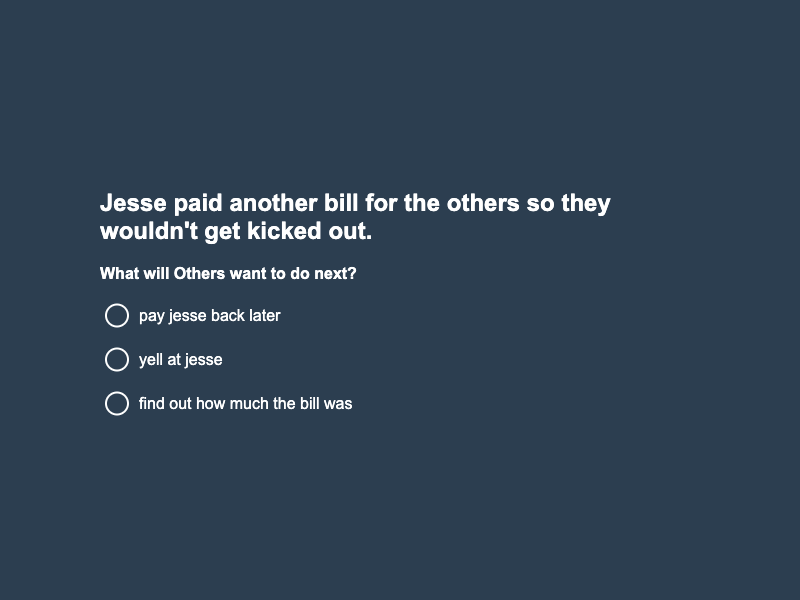 Jesse paid another bill for the others so they
wouldn't get kicked out.
What will Others want to do next?
pay jesse back later
yell at jesse
find out how much the bill was